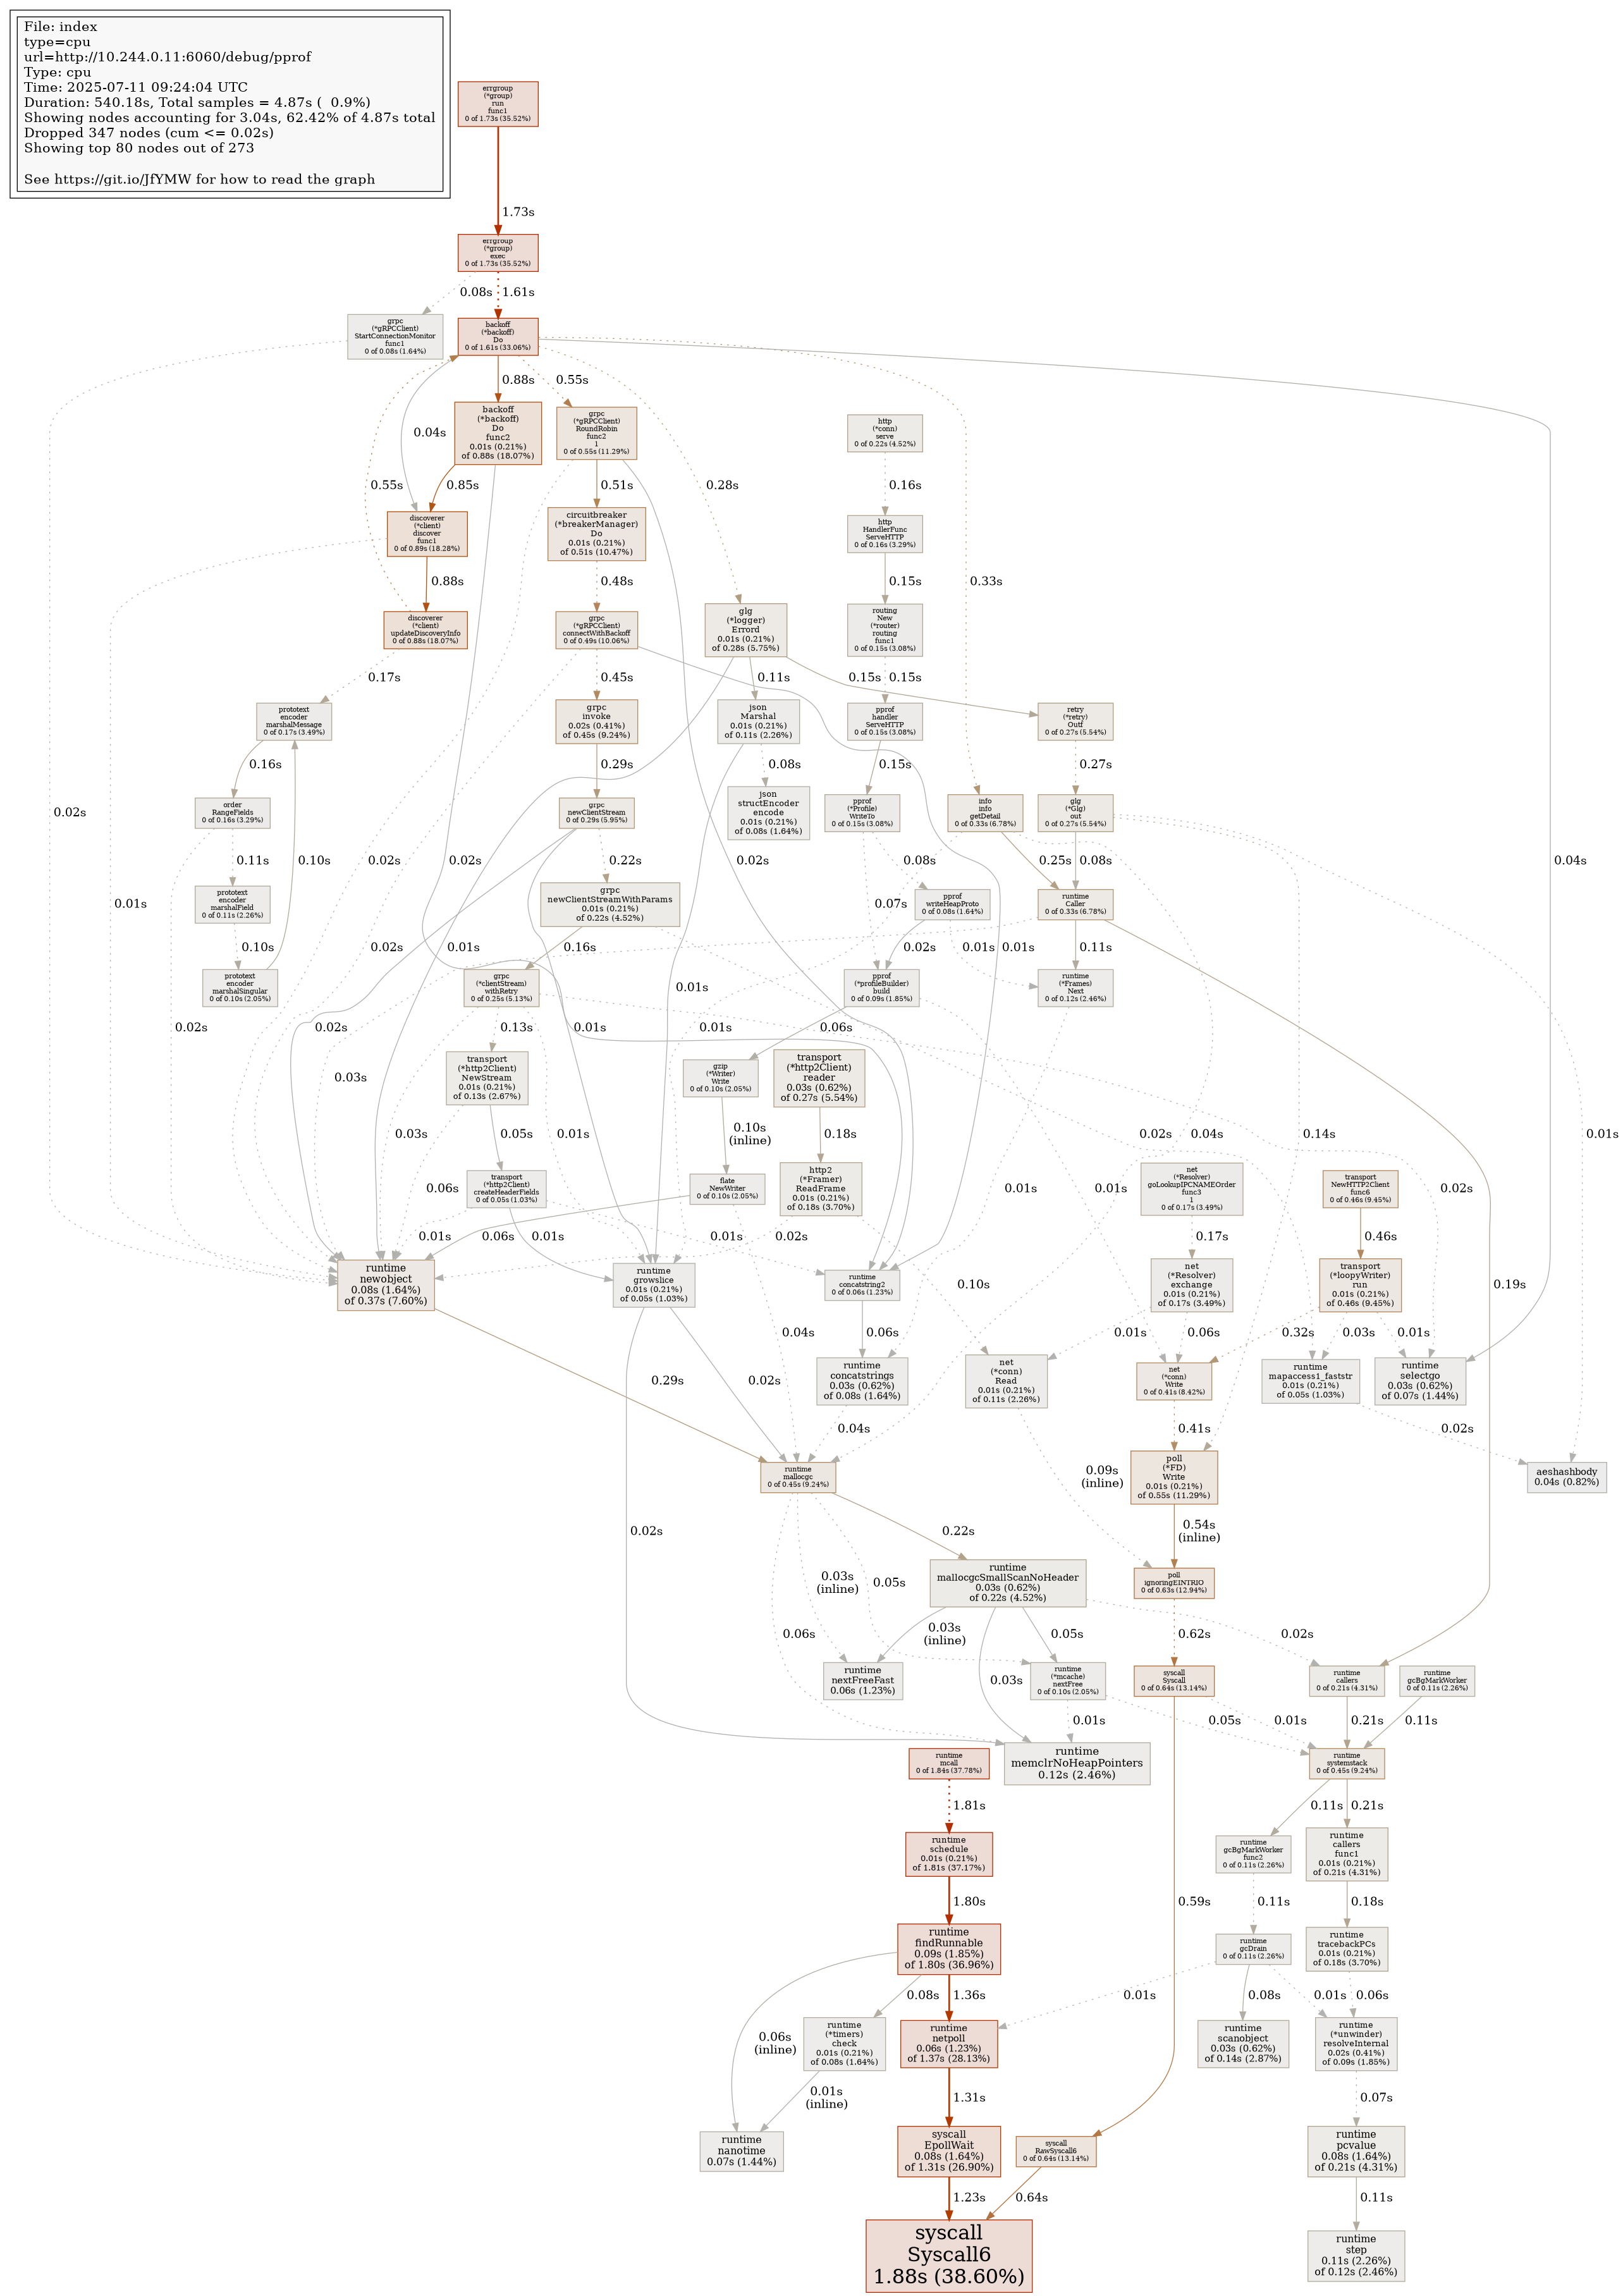 File: index
type=cpu
url=http://10.244.0.11:6060/debug/pprof
Type: cpu
Time: 2025-07-11 09:24:04 UTC
Duration: 540.18s, Total samples = 4.87s ( 0.9%)
Showing nodes accounting for 3.04s, 62.42% of 4.87s total
Dropped 347 nodes (cum <= 0.02s)
Showing top 80 nodes out of 273
See https://git.io/JfYMW for how to read the graph
errgroup
(*group)
run
func1
0 of 1.73s (35.52%)
1.73s
errgroup
(*group)
exec
0 of 1.73s (35.52%)
0.08s
1.61s
grpc
(*gRPCClient)
StartConnectionMonitor
func1
0 of 0.08s (1.64%)
backoff
(*backoff)
Do
0 of 1.61s (33.06%)
0.88s
0.55s
backoff
(*backoff)
Do
func2
0.01s (0.21%)
of 0.88s (18.07%)
grpc
(*gRPCClient)
RoundRobin
func2
1
0 of 0.55s (11.29%)
http
(*conn)
serve
0 of 0.22s (4.52%)
0.04s
0.55s
0.85s
0.51s
0.28s
0.16s
discoverer
(*client)
discover
func1
0 of 0.89s (18.28%)
circuitbreaker
(*breakerManager)
Do
0.01s (0.21%)
of 0.51s (10.47%)
http
HandlerFunc
ServeHTTP
0 of 0.16s (3.29%)
0.88s
0.48s
0.15s
0.33s
discoverer
(*client)
updateDiscoveryInfo
0 of 0.88s (18.07%)
grpc
(*gRPCClient)
connectWithBackoff
0 of 0.49s (10.06%)
glg
(*logger)
Errord
0.01s (0.21%)
of 0.28s (5.75%)
routing
New
(*router)
routing
func1
0 of 0.15s (3.08%)
0.17s
0.45s
0.11s
0.15s
0.15s
prototext
encoder
marshalMessage
0 of 0.17s (3.49%)
grpc
invoke
0.02s (0.41%)
of 0.45s (9.24%)
json
Marshal
0.01s (0.21%)
of 0.11s (2.26%)
pprof
handler
ServeHTTP
0 of 0.15s (3.08%)
retry
(*retry)
Outf
0 of 0.27s (5.54%)
0.16s
0.29s
0.08s
0.15s
0.27s
order
RangeFields
0 of 0.16s (3.29%)
grpc
newClientStream
0 of 0.29s (5.95%)
json
structEncoder
encode
0.01s (0.21%)
of 0.08s (1.64%)
pprof
(*Profile)
WriteTo
0 of 0.15s (3.08%)
info
info
getDetail
0 of 0.33s (6.78%)
glg
(*Glg)
out
0 of 0.27s (5.54%)
0.02s
0.11s
0.10s
0.02s
0.02s
0.22s
0.02s
0.08s
0.25s
0.08s
0.04s
prototext
encoder
marshalField
0 of 0.11s (2.26%)
grpc
newClientStreamWithParams
0.01s (0.21%)
of 0.22s (4.52%)
pprof
writeHeapProto
0 of 0.08s (1.64%)
runtime
Caller
0 of 0.33s (6.78%)
0.01s
0.07s
0.10s
0.02s
0.01s
0.16s
0.02s
0.01s
0.01s
0.11s
prototext
encoder
marshalSingular
0 of 0.10s (2.05%)
grpc
(*clientStream)
withRetry
0 of 0.25s (5.13%)
pprof
(*profileBuilder)
build
0 of 0.09s (1.85%)
runtime
(*Frames)
Next
0 of 0.12s (2.46%)
0.01s
0.02s
0.02s
0.13s
0.01s
0.01s
0.06s
transport
(*http2Client)
NewStream
0.01s (0.21%)
of 0.13s (2.67%)
gzip
(*Writer)
Write
0 of 0.10s (2.05%)
transport
(*http2Client)
reader
0.03s (0.62%)
of 0.27s (5.54%)
0.03s
0.03s
0.05s
0.01s
0.10s
(inline)
0.18s
0.02s
0.04s
0.14s
0.01s
transport
(*http2Client)
createHeaderFields
0 of 0.05s (1.03%)
flate
NewWriter
0 of 0.10s (2.05%)
http2
(*Framer)
ReadFrame
0.01s (0.21%)
of 0.18s (3.70%)
net
(*Resolver)
goLookupIPCNAMEOrder
func3
1
0 of 0.17s (3.49%)
transport
NewHTTP2Client
func6
0 of 0.46s (9.45%)
0.06s
0.01s
0.01s
0.02s
0.01s
0.06s
0.01s
0.01s
0.02s
0.17s
0.46s
runtime
newobject
0.08s (1.64%)
of 0.37s (7.60%)
runtime
growslice
0.01s (0.21%)
of 0.05s (1.03%)
runtime
concatstring2
0 of 0.06s (1.23%)
net
(*Resolver)
exchange
0.01s (0.21%)
of 0.17s (3.49%)
transport
(*loopyWriter)
run
0.01s (0.21%)
of 0.46s (9.45%)
0.10s
0.19s
0.04s
0.06s
0.01s
0.06s
0.32s
0.03s
0.01s
runtime
concatstrings
0.03s (0.62%)
of 0.08s (1.64%)
net
(*conn)
Read
0.01s (0.21%)
of 0.11s (2.26%)
net
(*conn)
Write
0 of 0.41s (8.42%)
runtime
mapaccess1_faststr
0.01s (0.21%)
of 0.05s (1.03%)
runtime
selectgo
0.03s (0.62%)
of 0.07s (1.44%)
0.29s
0.02s
0.04s
0.41s
0.02s
runtime
mallocgc
0 of 0.45s (9.24%)
poll
(*FD)
Write
0.01s (0.21%)
of 0.55s (11.29%)
aeshashbody
0.04s (0.82%)
0.09s
(inline)
0.02s
0.22s
0.54s
(inline)
runtime
mallocgcSmallScanNoHeader
0.03s (0.62%)
of 0.22s (4.52%)
poll
ignoringEINTRIO
0 of 0.63s (12.94%)
0.03s
(inline)
0.05s
0.06s
0.03s
(inline)
0.05s
0.62s
0.02s
runtime
nextFreeFast
0.06s (1.23%)
runtime
(*mcache)
nextFree
0 of 0.10s (2.05%)
syscall
Syscall
0 of 0.64s (13.14%)
runtime
callers
0 of 0.21s (4.31%)
runtime
gcBgMarkWorker
0 of 0.11s (2.26%)
0.03s
0.01s
0.05s
0.01s
0.21s
0.11s
runtime
mcall
0 of 1.84s (37.78%)
runtime
memclrNoHeapPointers
0.12s (2.46%)
runtime
systemstack
0 of 0.45s (9.24%)
1.81s
0.11s
0.21s
runtime
schedule
0.01s (0.21%)
of 1.81s (37.17%)
runtime
gcBgMarkWorker
func2
0 of 0.11s (2.26%)
runtime
callers
func1
0.01s (0.21%)
of 0.21s (4.31%)
1.80s
0.59s
0.11s
0.18s
runtime
findRunnable
0.09s (1.85%)
of 1.80s (36.96%)
runtime
gcDrain
0 of 0.11s (2.26%)
runtime
tracebackPCs
0.01s (0.21%)
of 0.18s (3.70%)
0.06s
(inline)
0.08s
1.36s
0.01s
0.08s
0.01s
0.06s
runtime
(*timers)
check
0.01s (0.21%)
of 0.08s (1.64%)
runtime
netpoll
0.06s (1.23%)
of 1.37s (28.13%)
runtime
scanobject
0.03s (0.62%)
of 0.14s (2.87%)
runtime
(*unwinder)
resolveInternal
0.02s (0.41%)
of 0.09s (1.85%)
0.01s
(inline)
1.31s
0.07s
runtime
nanotime
0.07s (1.44%)
syscall
EpollWait
0.08s (1.64%)
of 1.31s (26.90%)
syscall
RawSyscall6
0 of 0.64s (13.14%)
runtime
pcvalue
0.08s (1.64%)
of 0.21s (4.31%)
1.23s
0.64s
0.11s
syscall
Syscall6
1.88s (38.60%)
runtime
step
0.11s (2.26%)
of 0.12s (2.46%)